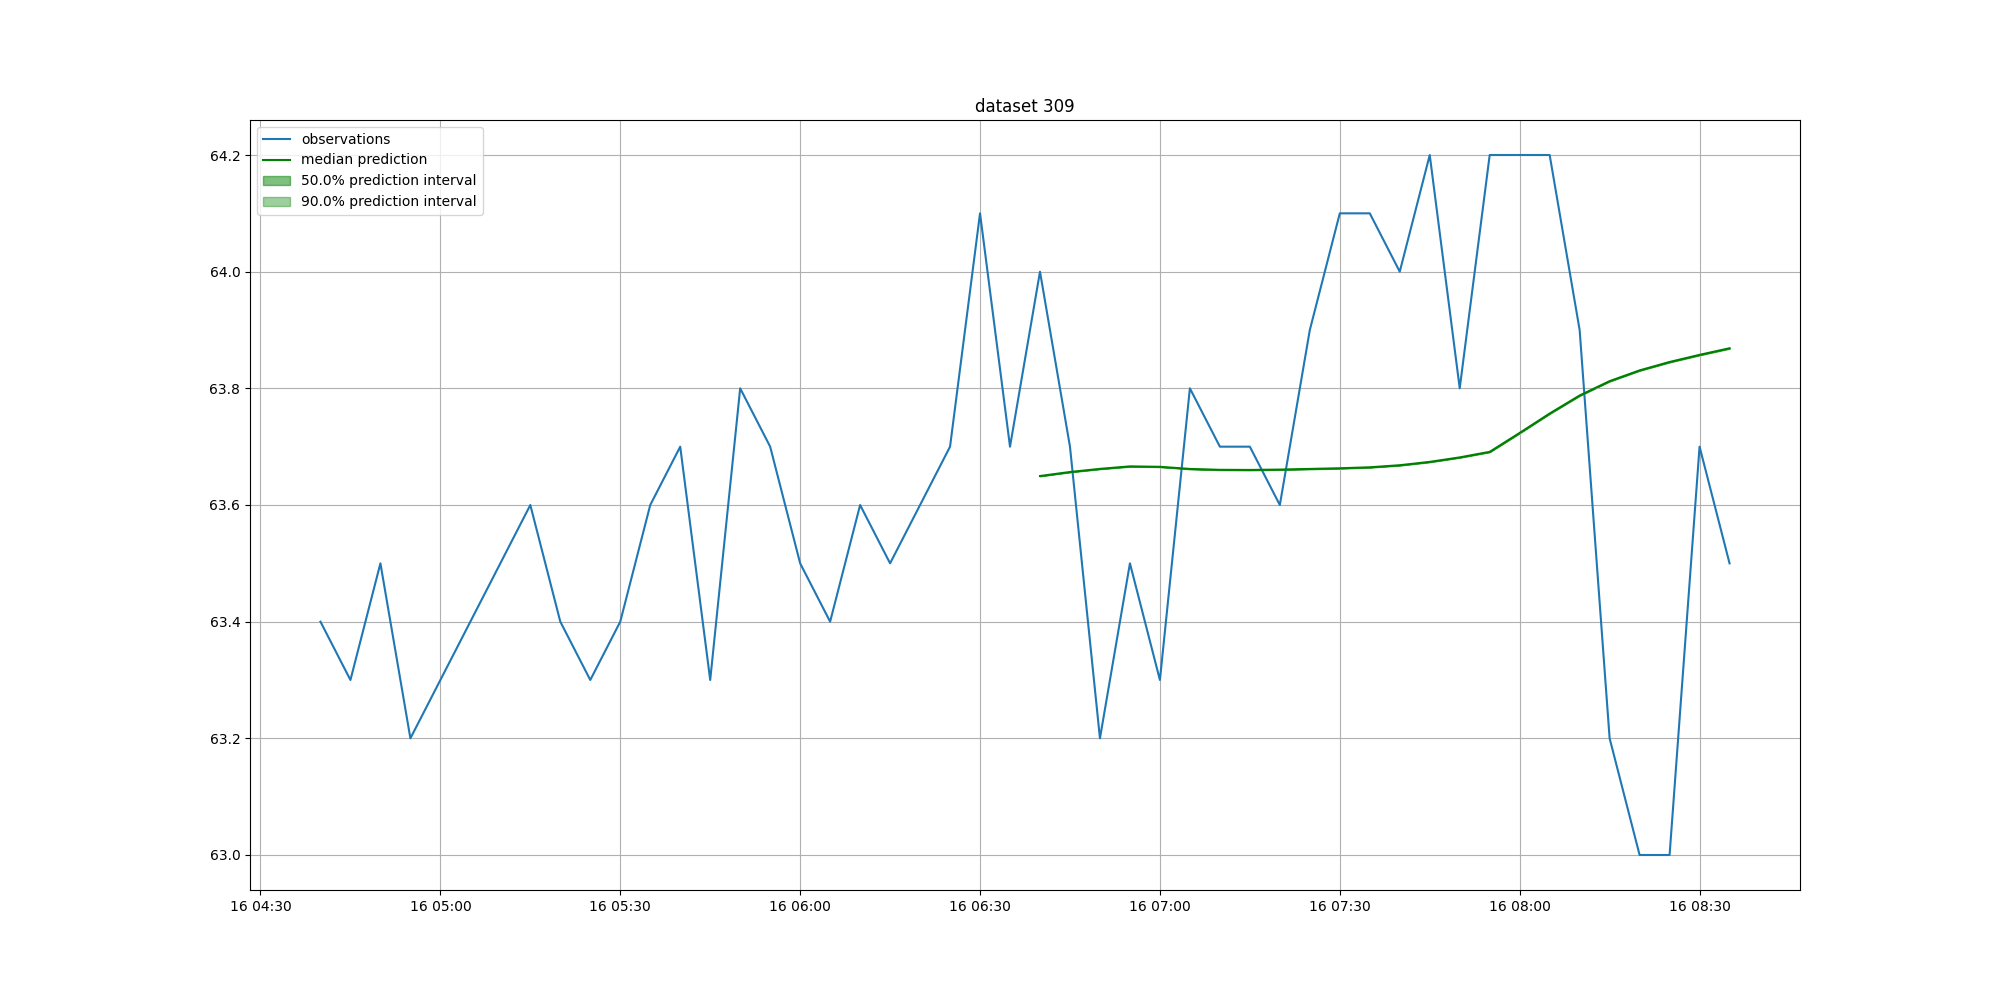 dataset 309
observations
median prediction
50.0% prediction interval
90.0% prediction interval
64.2
64.0
63.8
63.6
63.4
63.2
63.0
16 04:30 16 05:00 16 05:30 16 06:00 16 06:30 16 07:00 16 07:30 16 08:00 16 08:30